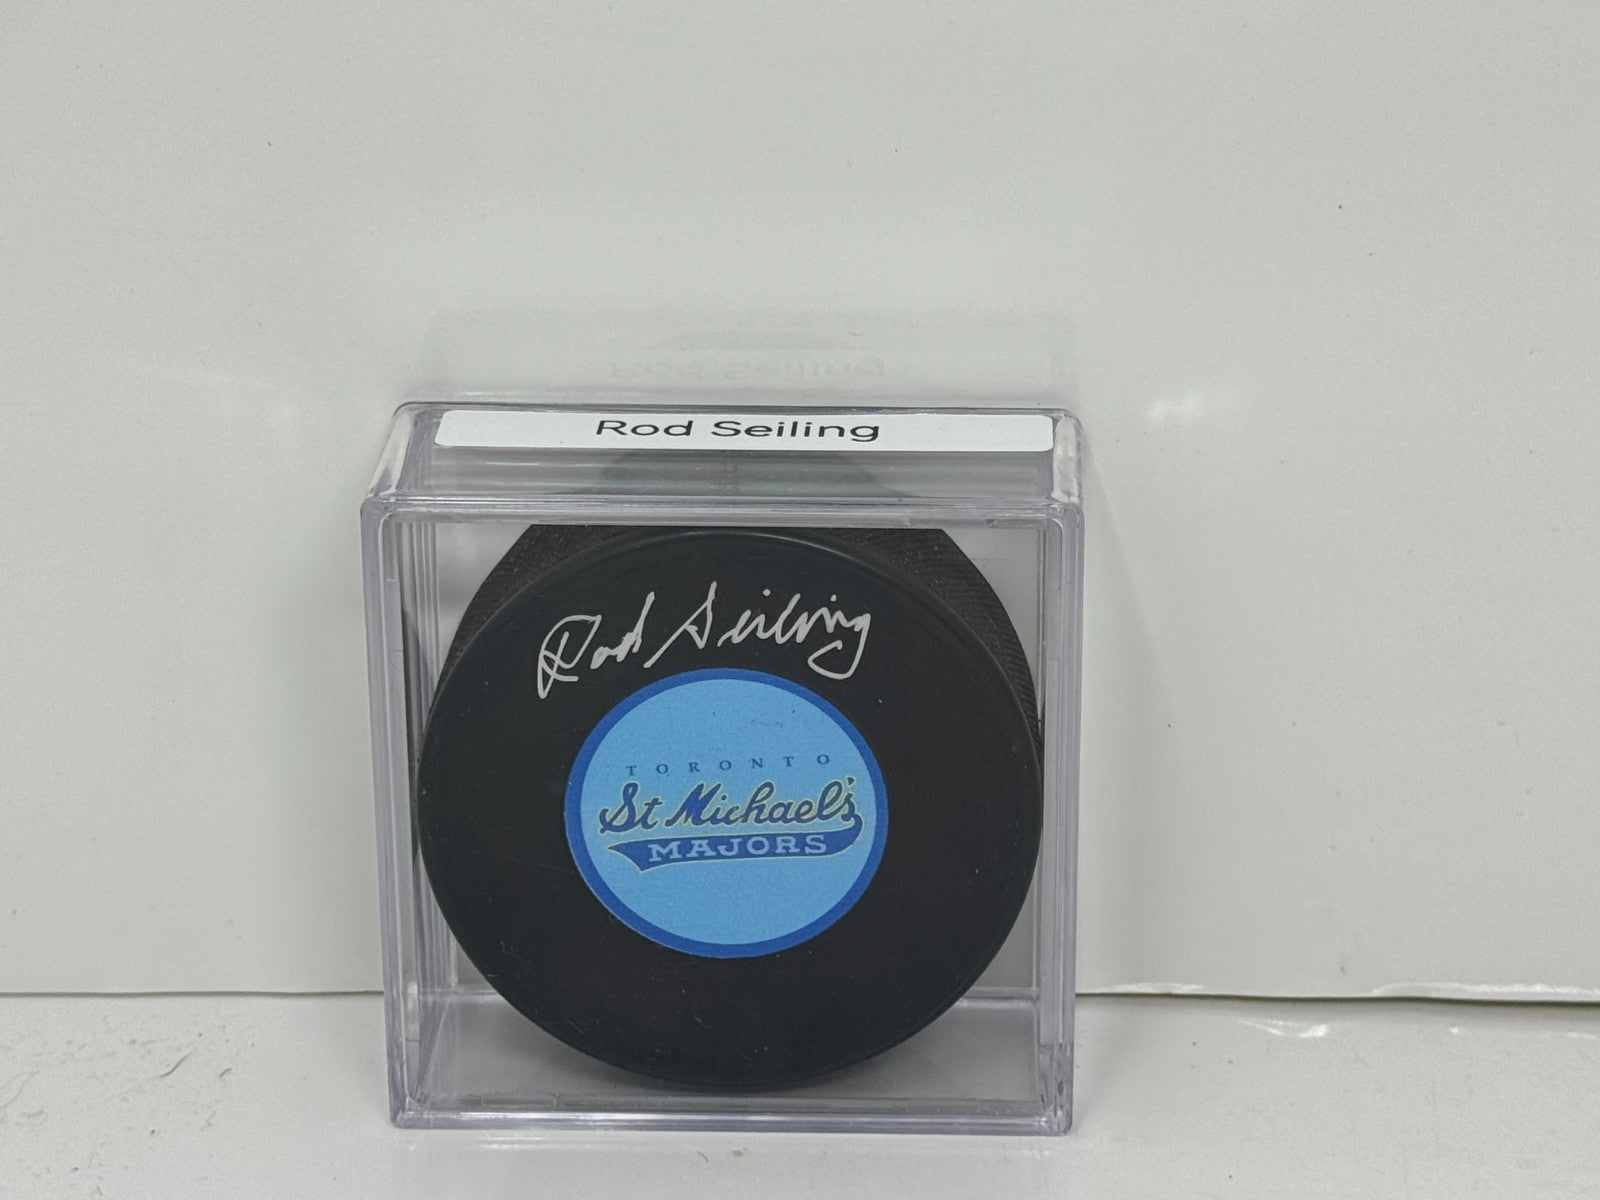 Rod Seiling
Rod Seiling
TORONTO
St Michael's
MAJORS